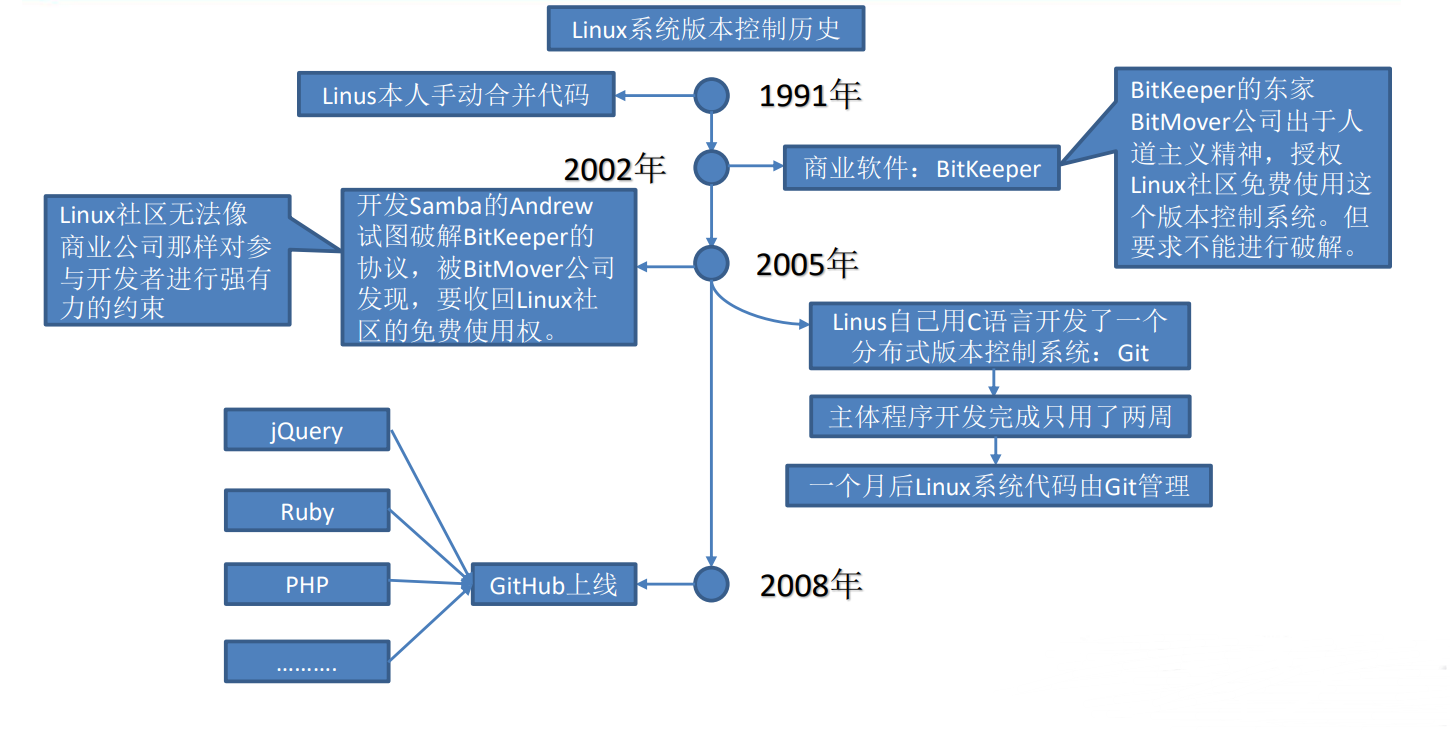 Linux系统版本控制历史
Linus本人手动合并代码
1991年
BitKeeper的东家
BitMover公司出于人
道主义精神，授权
Linux社区免费使用这
个版本控制系统。但
要求不能进行破解。
2002年
商业软件：BitKeeper
Linux社区无法像
商业公司那样对参
与开发者进行强有
力的约束
开发Samba的Andrew
试图破解BitKeeper的
协议，被BitMover公司
发现，要收回Linux社
区的免费使用权。
2005年
Linus自己用C语言开发了一个
分布式版本控制系统：Git
主体程序开发完成只用了两周
一个月后Linux系统代码由Git管理
jQuery
Ruby
PHP
……….
GitHub上线
2008年